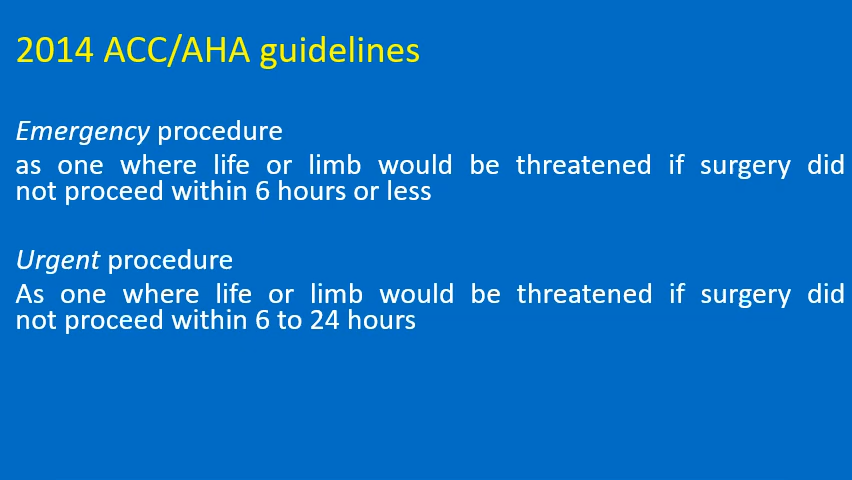 2014 ACC/AHA guidelines
Emergency procedure
as one where life or limb would be threatened if surgery did
not proceed within 6 hours or less
Urgent procedure
As one where life or limb would be threatened if surgery did
not proceed within 6 to 24 hours